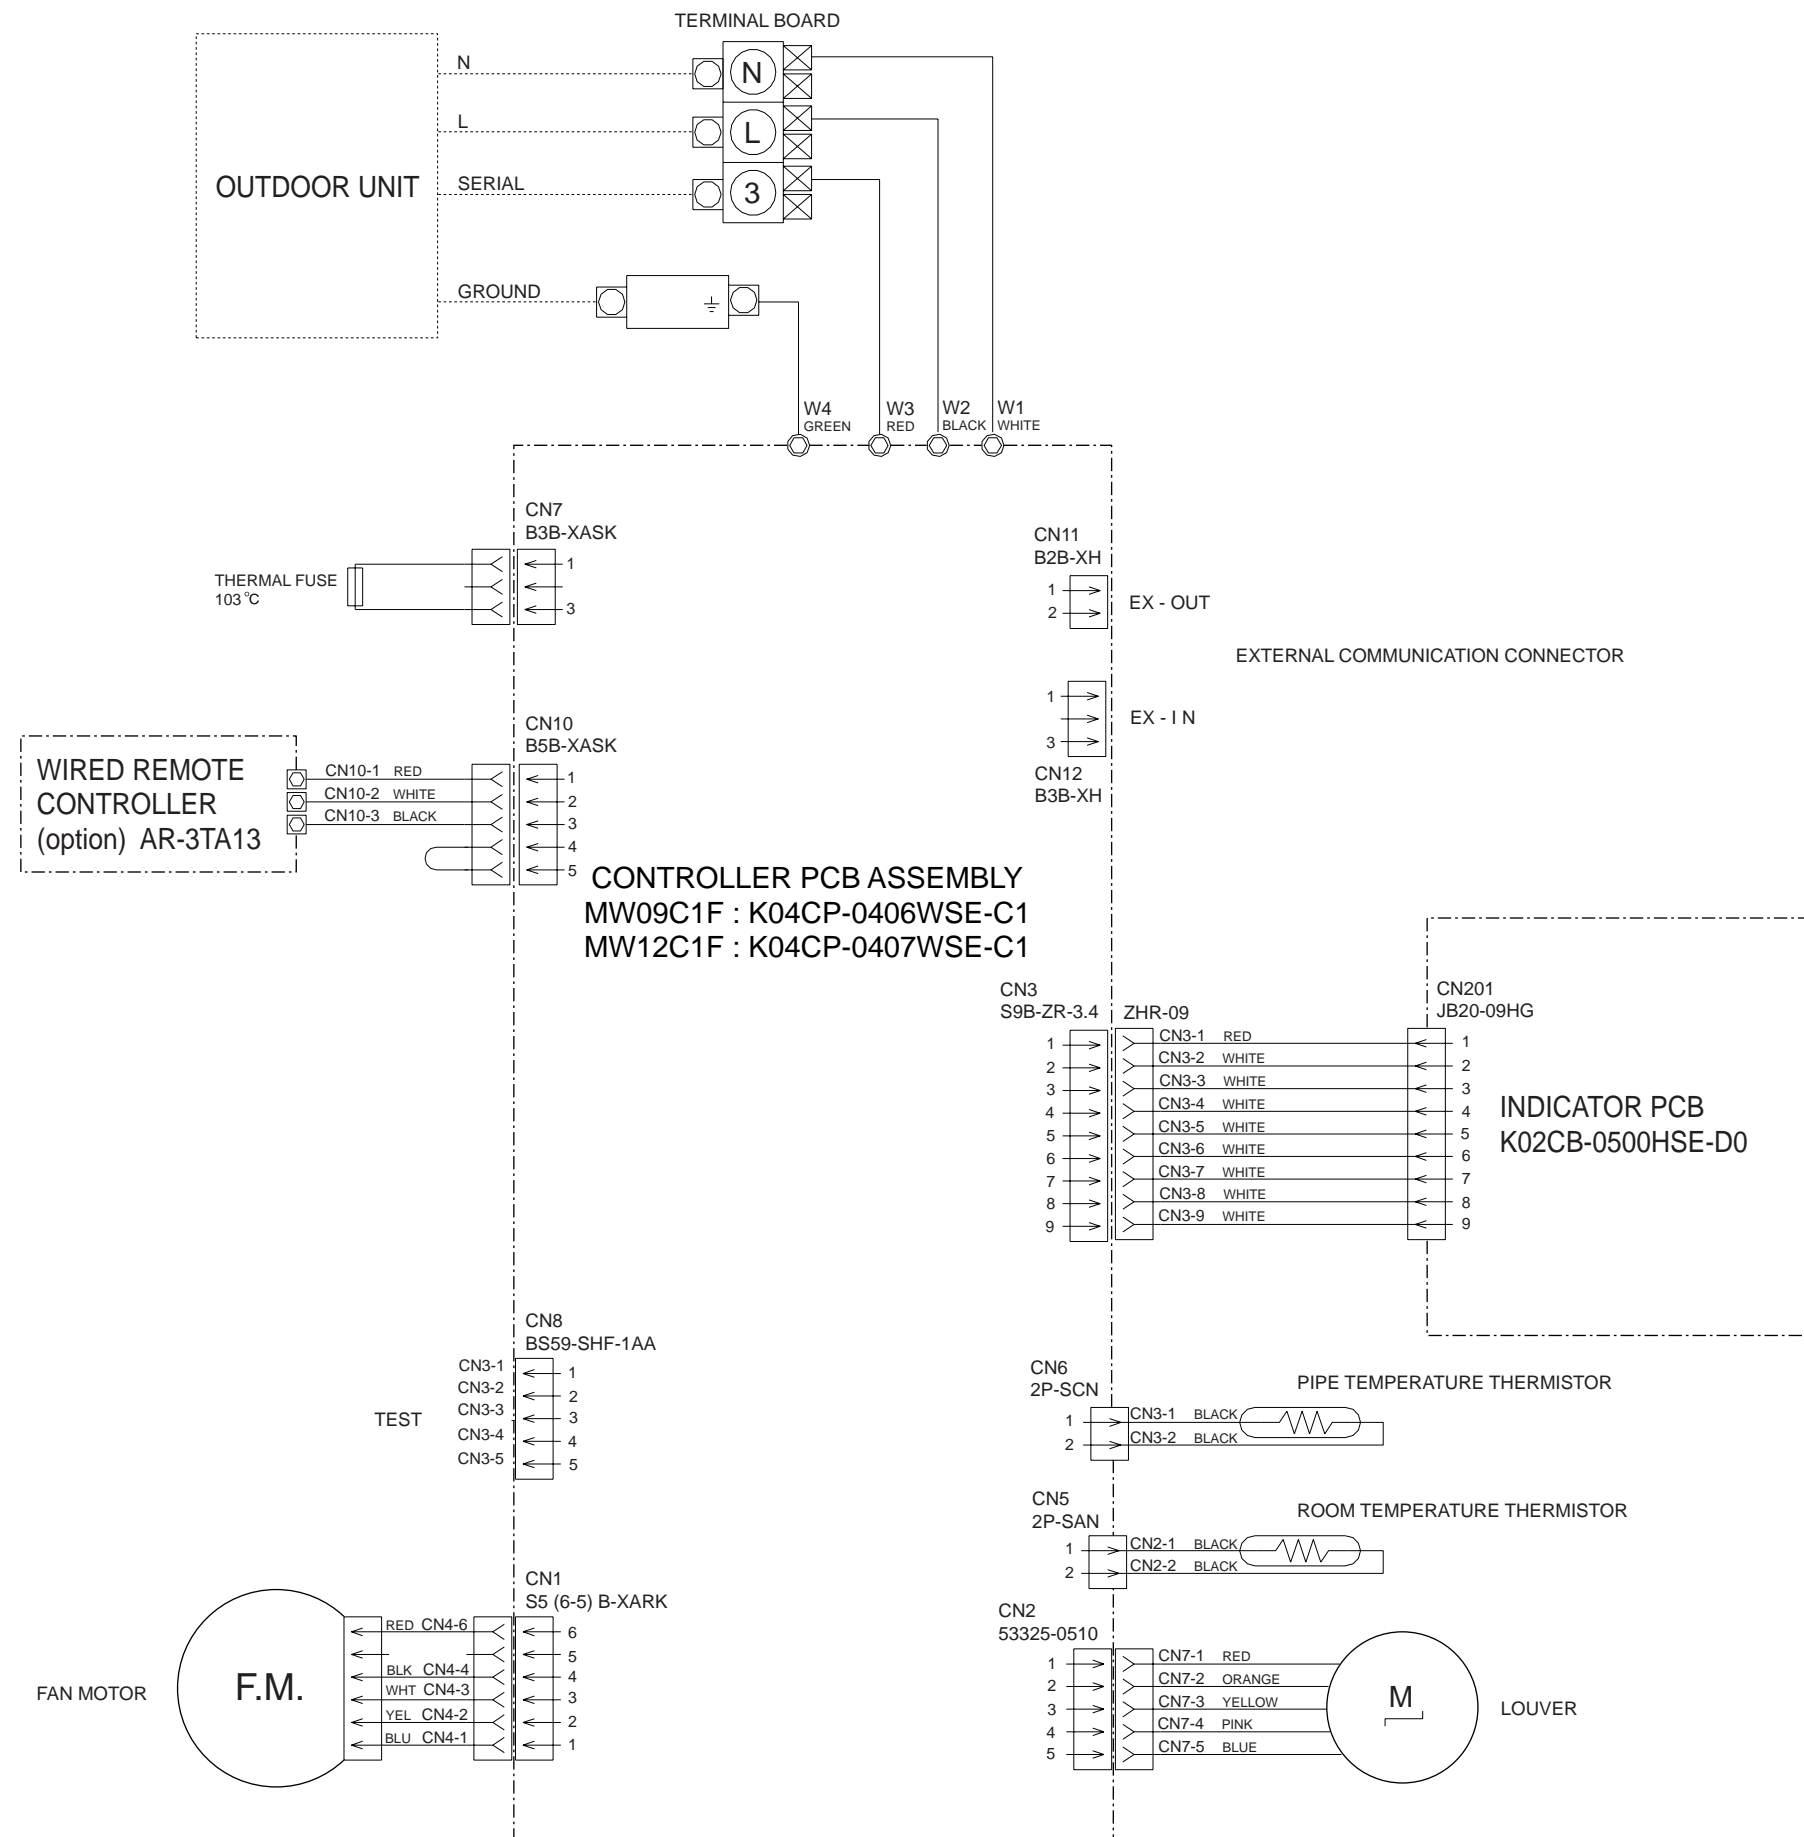 TERMINAL BOARD
N
L
SERIAL
GROUND
OUTDOOR UNIT
N
L
3
W4
GREEN
W3
RED
W2
BLACK
W1
WHITE
CN7
B3B-XASK
1
3
THERMAL FUSE
103°C
CN11
B2B-XH
1
2
EX - OUT
EXTERNAL COMMUNICATION CONNECTOR
1
3
EX - I N
CN12
B3B-XH
CN10
B5B-XASK
WIRED REMOTE
CONTROLLER
(option) AR-3TA13
CN10-1 RED
CN10-2 WHITE
CN10-3 BLACK
1
2
3
4
5
CONTROLLER PCB ASSEMBLY
MW09C1F : K04CP-0406WSE-C1
MW12C1F : K04CP-0407WSE-C1
CN3
S9B-ZR-3.4
ZHR-09
CN201
JB20-09HG
1 CN3-1 RED 1
2 CN3-2 WHITE 2
3 CN3-3 WHITE 3
4 CN3-4 WHITE 4
5 CN3-5 WHITE 5
6 CN3-6 WHITE 6
7 CN3-7 WHITE 7
8 CN3-8 WHITE 8
9 CN3-9 WHITE 9
INDICATOR PCB
K02CB-0500HSE-D0
CN8
BS59-SHF-1AA
TEST
CN3-1 1
CN3-2 2
CN3-3 3
CN3-4 4
CN3-5 5
CN6
2P-SCN
PIPE TEMPERATURE THERMISTOR
1 CN3-1 BLACK
2 CN3-2 BLACK
CN5
2P-SAN
ROOM TEMPERATURE THERMISTOR
1 CN2-1 BLACK
2 CN2-2 BLACK
CN1
S5 (6-5) B-XARK
FAN MOTOR
F.M.
RED CN4-6 6
5
BLK CN4-4 4
WHT CN4-3 3
YEL CN4-2 2
BLU CN4-1 1
CN2
53325-0510
1 CN7-1 RED
2 CN7-2 ORANGE
3 CN7-3 YELLOW
4 CN7-4 PINK
5 CN7-5 BLUE
M
LOUVER